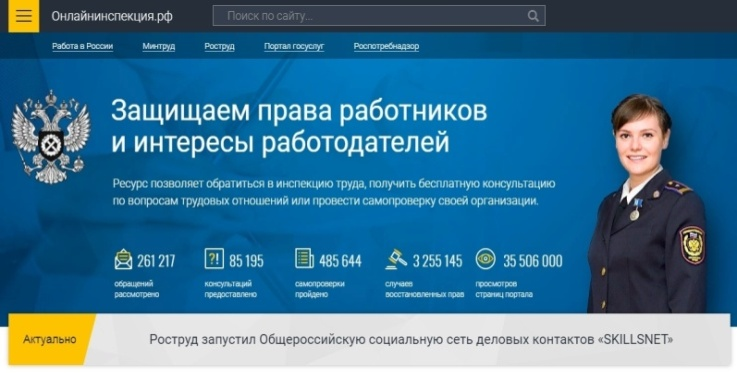 Онлайнинспекция.рф
Поиск по сайту...
Работа в России Минтруд Роструд Портал госуслуг Роспотребнадзор
Защищаем права работников
и интересы работодателей
Ресурс позволяет обратиться в инспекцию труда, получить бесплатную консультацию
по вопросам трудовых отношений или провести самопроверку своей организации.
261 217 85 195 485 644 3 255 145 35 506 000
обращений консультаций самопроверки случаев просмотров
рассмотрено предоставлено пройдено восстановленных прав страниц портала
Актуально Роструд запустил Общероссийскую социальную сеть деловых контактов «SKILLSNET»